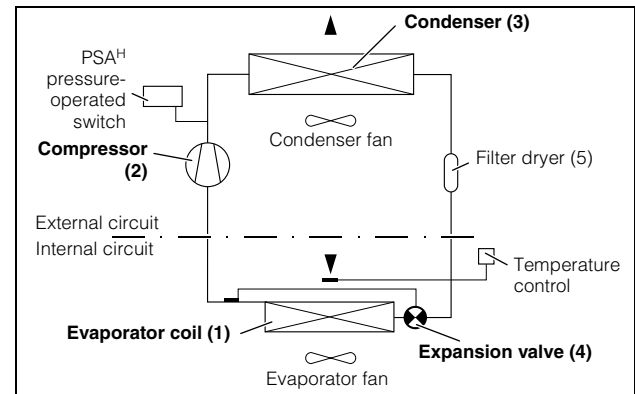 Condenser (3)
PSAᴴ
pressure-
operated
switch
Condenser fan
Compressor
(2)
Filter dryer (5)
External circuit
Internal circuit
Temperature
control
Evaporator coil (1)
Expansion valve (4)
Evaporator fan